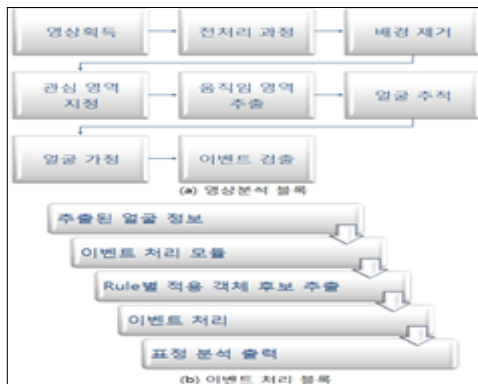 영상획득
전처리 과정
배경 제거
관심 영역
지정
움직임 영역
추출
얼굴 추적
얼굴 가정
이벤트 검출
(a) 영상분석 블록
추출된 얼굴 정보
이벤트 처리 모듈
Rule별 적용 객체 후보 추출
이벤트 처리
표정 분석 출력
(b) 이벤트 처리 블록